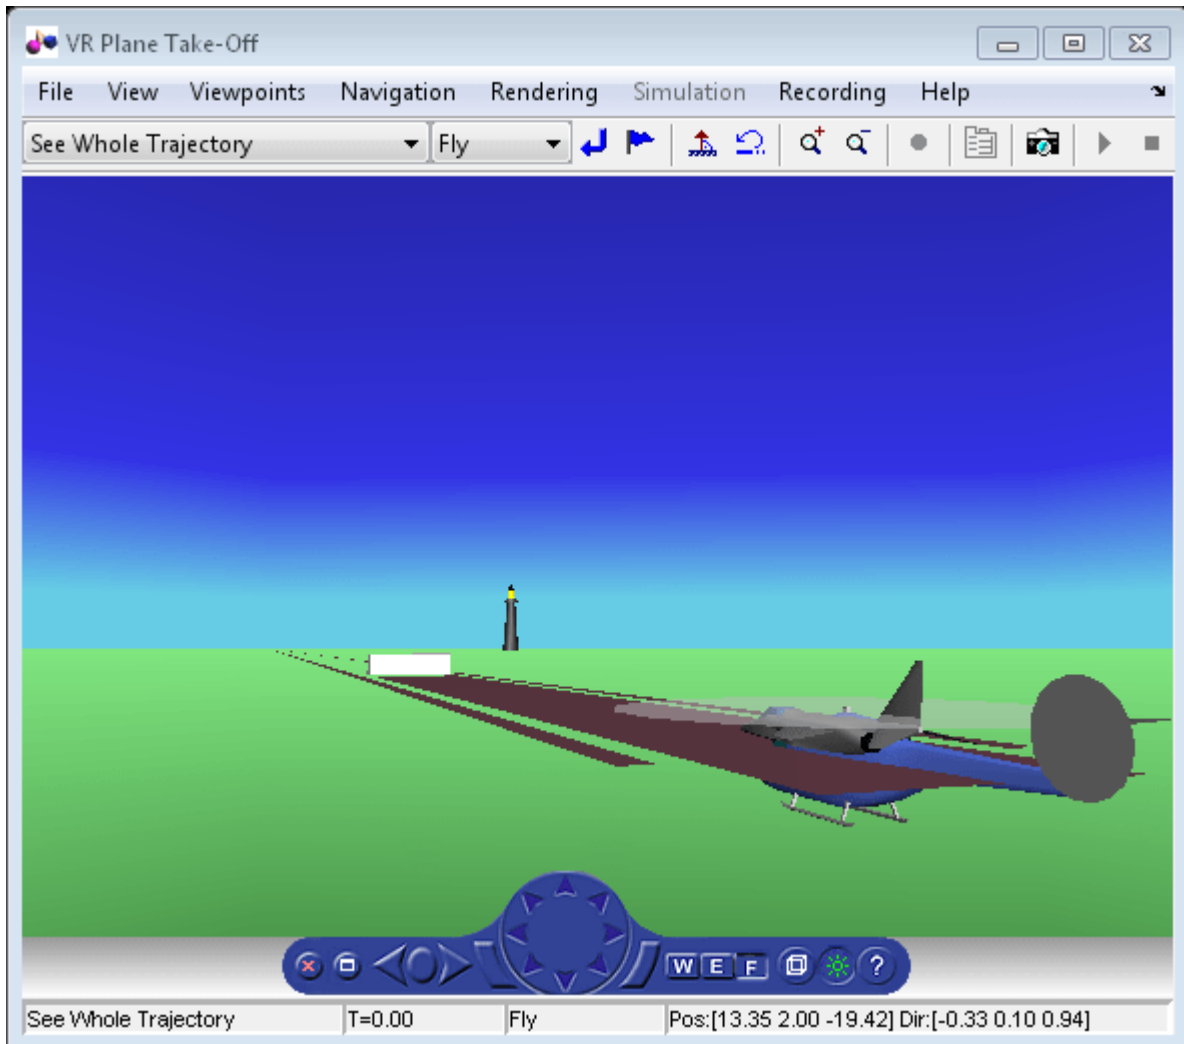 VR Plane Take-Off
File View Viewpoints Navigation Rendering Simulation Recording Help
See Whole Trajectory Fly
W E F ?
See Whole Trajectory T=0.00 Fly Pos:[13.35 2.00 -19.42] Dir:[-0.33 0.10 0.94]